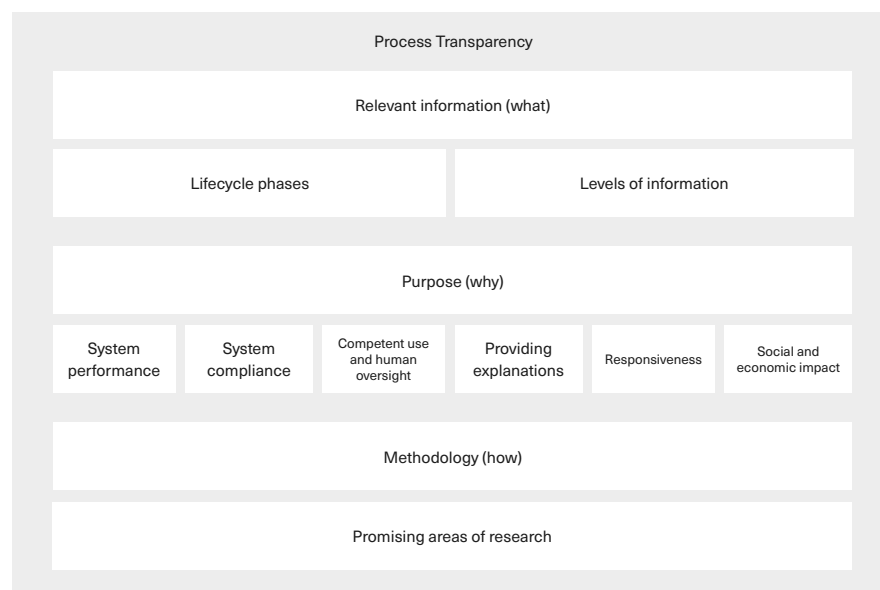 Process Transparency
Relevant information (what)
Lifecycle phases
Levels of information
Purpose (why)
System
performance
System
compliance
Competent use
and human
oversight
Providing
explanations
Responsiveness
Social and
economic impact
Methodology (how)
Promising areas of research